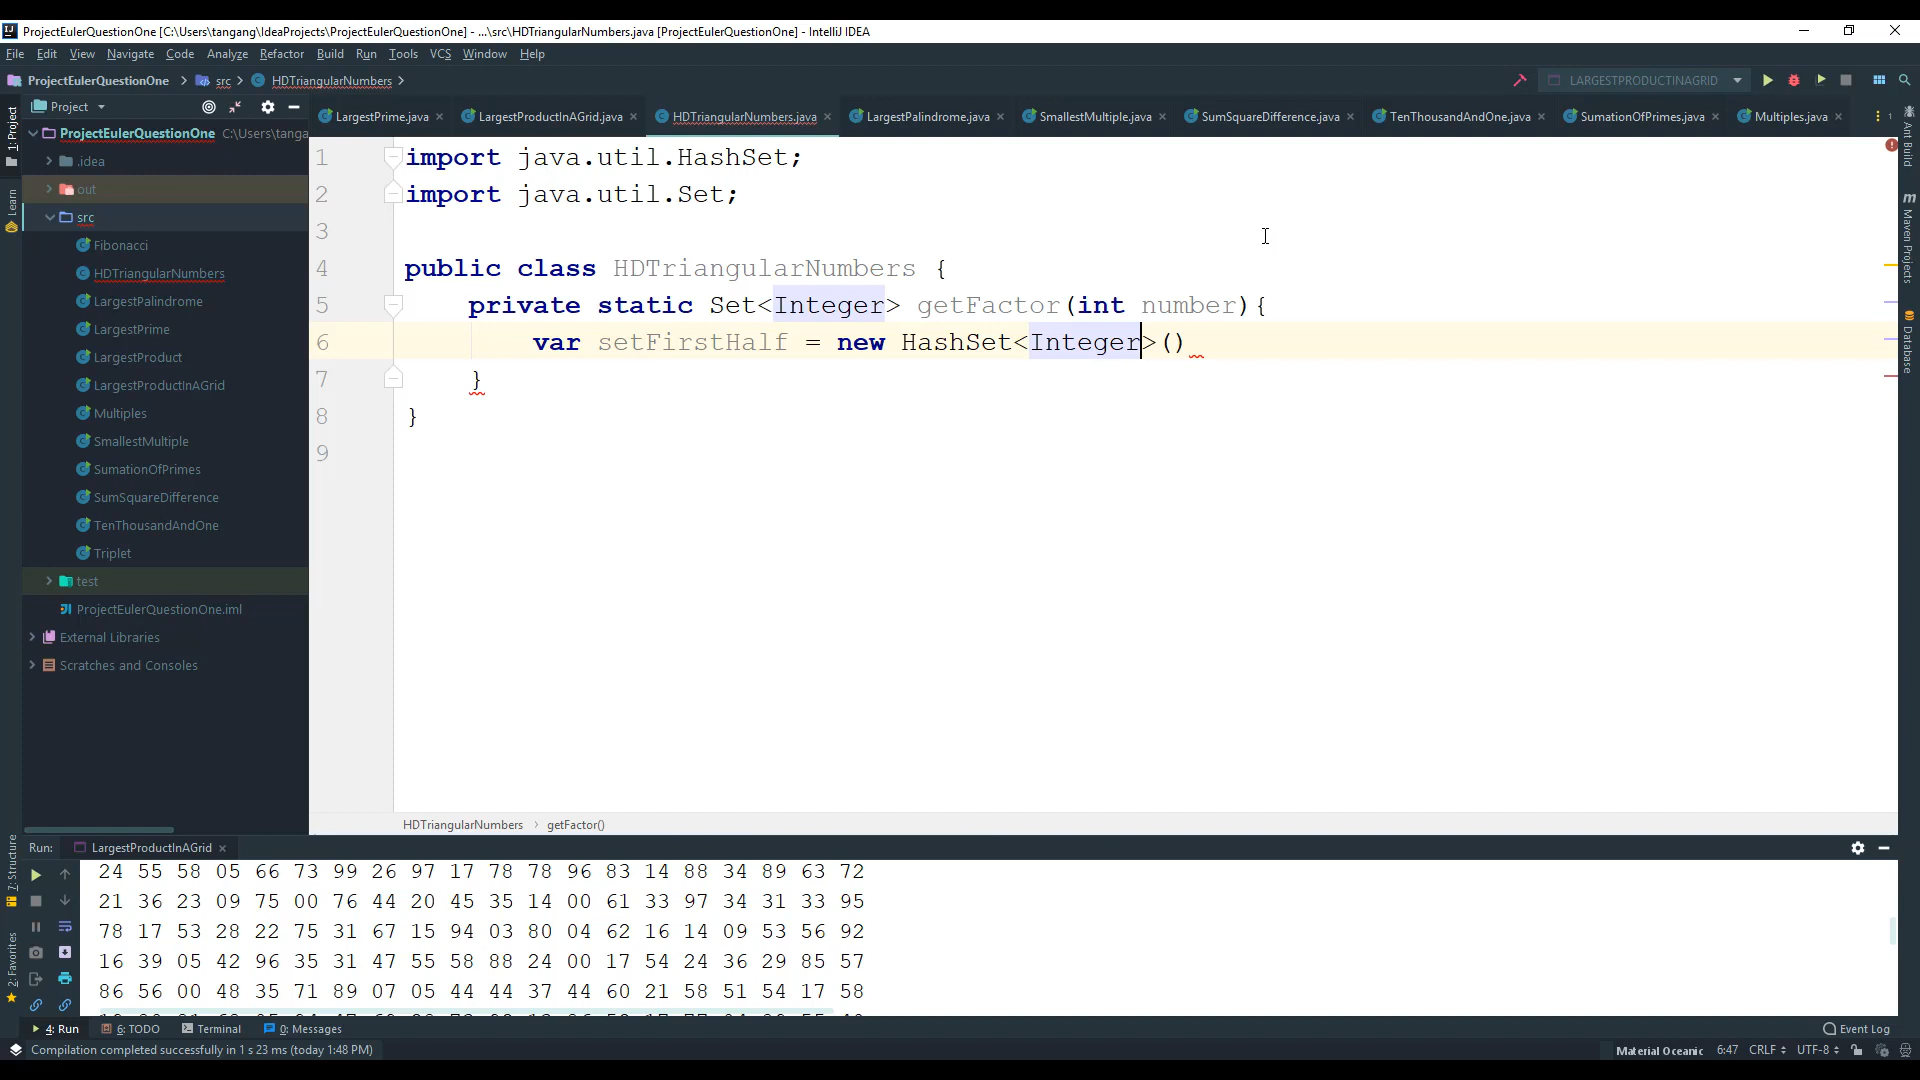 ProjectEulerQuestionOne [C:\Users\tangang\IdeaProjects\ProjectEulerQuestionOne] - ...\src\HDTriangularNumbers.java [ProjectEulerQuestionOne] - IntelliJ IDEA
File Edit View Navigate Code Analyze Refactor Build Run Tools VCS Window Help
ProjectEulerQuestionOne src HDTriangularNumbers LARGESTPRODUCTINAGRID
Project LargestPrime.java LargestProductInAGrid.java HDTriangularNumbers.java LargestPalindrome.java SmallestMultiple.java SumSquareDifference.java TenThousandAndOne.java SumationOfPrimes.java Multiples.java
1: Project
Learn
ProjectEulerQuestionOne C:\Users\tanga
.idea
out
src
Fibonacci
HDTriangularNumbers
LargestPalindrome
LargestPrime
LargestProduct
LargestProductInAGrid
Multiples
SmallestMultiple
SumationOfPrimes
SumSquareDifference
TenThousandAndOne
Triplet
test
ProjectEulerQuestionOne.iml
External Libraries
Scratches and Consoles
1 import java.util.HashSet;
2 import java.util.Set;
3
4 public class HDTriangularNumbers {
5 private static Set<Integer> getFactor(int number){
6 var setFirstHalf = new HashSet<Integer>()
7 }
8 }
9
Ant Build
Maven Projects
Database
HDTriangularNumbers > getFactor()
Z: Structure
2: Favorites
Run: LargestProductInAGrid
24 55 58 05 66 73 99 26 97 17 78 78 96 83 14 88 34 89 63 72
21 36 23 09 75 00 76 44 20 45 35 14 00 61 33 97 34 31 33 95
78 17 53 28 22 75 31 67 15 94 03 80 04 62 16 14 09 53 56 92
16 39 05 42 96 35 31 47 55 58 88 24 00 17 54 24 36 29 85 57
86 56 00 48 35 71 89 07 05 44 44 37 44 60 21 58 51 54 17 58
4: Run 6: TODO Terminal 0: Messages Event Log
Compilation completed successfully in 1 s 23 ms (today 1:48 PM) Material Oceanic 6:47 CRLF UTF-8